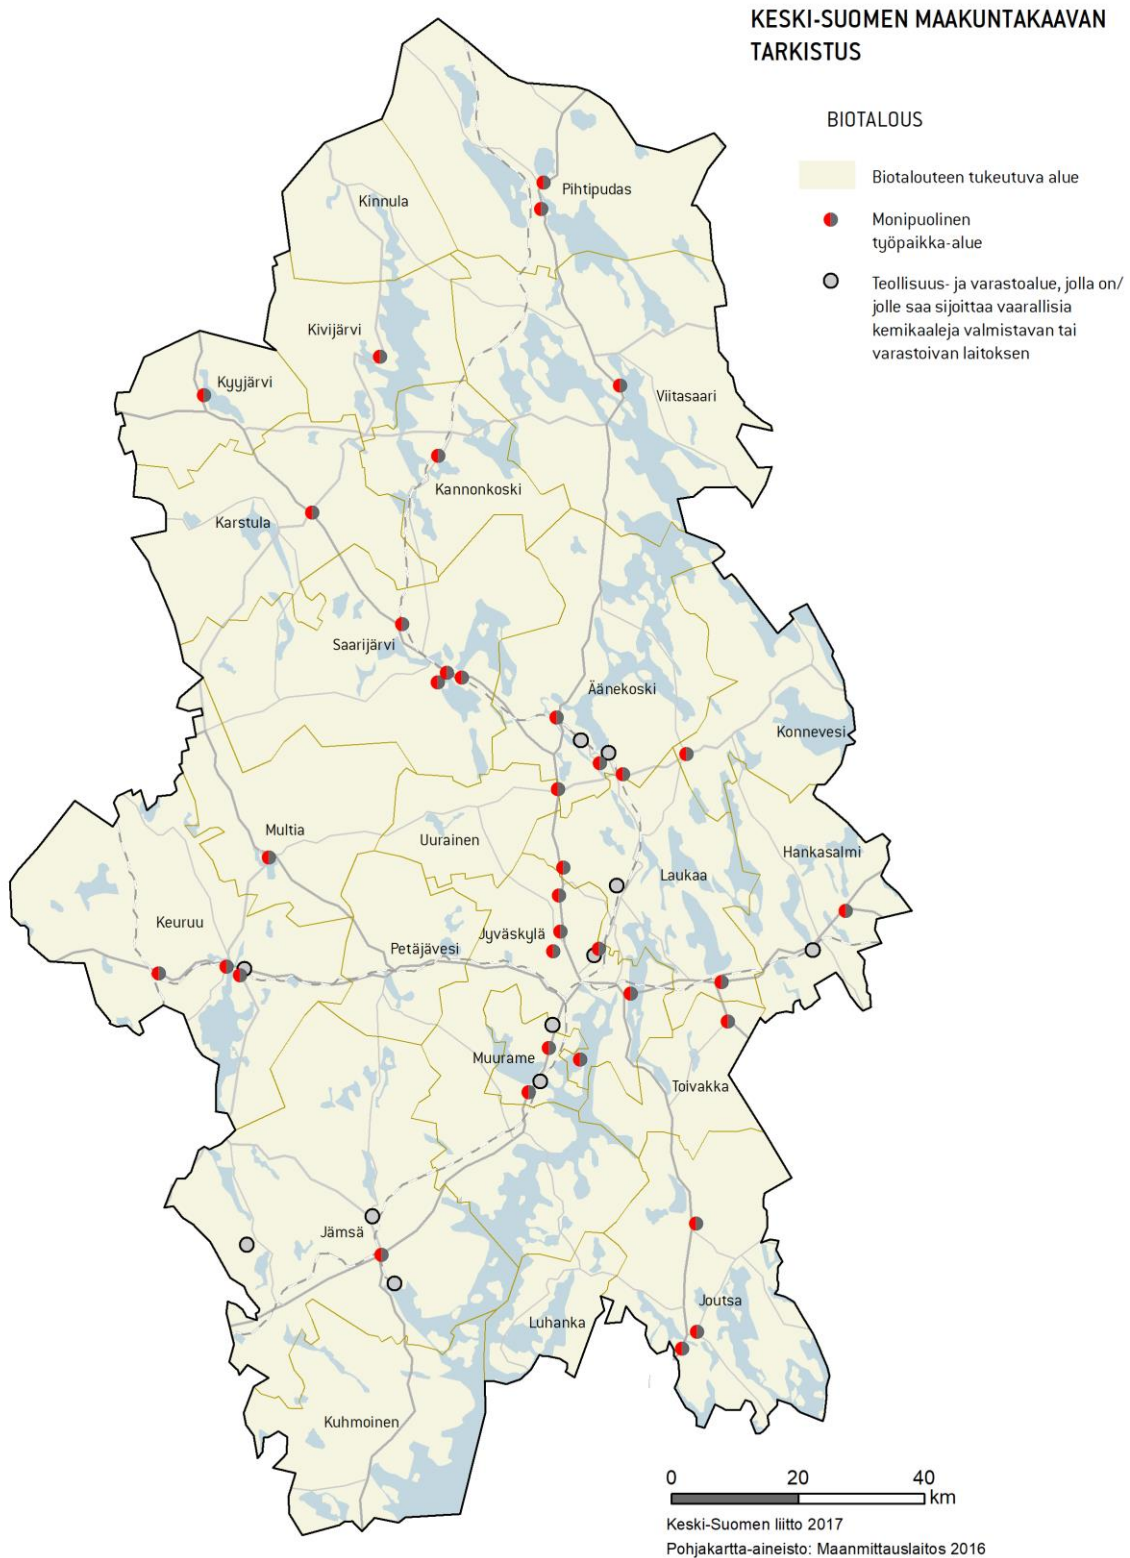 KESKI-SUOMEN MAAKUNTAKAAVAN
TARKISTUS
BIOTALOUS
Biotalouteen tukeutuva alue
Monipuolinen
työpaikka-alue
Teollisuus- ja varastoalue, jolla on/
jolle saa sijoittaa vaarallisia
kemikaaleja valmistavan tai
varastoivan laitoksen
Pihtipudas
Kinnula
Kivijärvi
Kyyjärvi
Viitasaari
Kannonkoski
Karstula
Saarijärvi
Äänekoski
Konnevesi
Multia
Uurainen
Hankasalmi
Laukaa
Keuruu
Jyväskylä
Petäjävesi
Muurame
Toivakka
Jämsä
Joutsa
Luhanka
Kuhmoinen
0 20 40
km
Keski-Suomen liitto 2017
Pohjakartta-aineisto: Maanmittauslaitos 2016